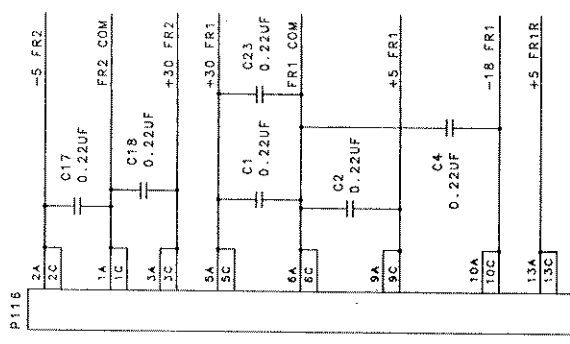 P116
2A
2C
-5 FR2
C17
0.22UF
1A
1C
FR2 COM
C18
0.22UF
3A
3C
+30 FR2
5A
5C
+30 FR1
C1
0.22UF
C23
0.22UF
6A
6C
FR1 COM
C2
0.22UF
9A
9C
+5 FR1
C4
0.22UF
10A
10C
-18 FR1
13A
13C
+5 FR1R